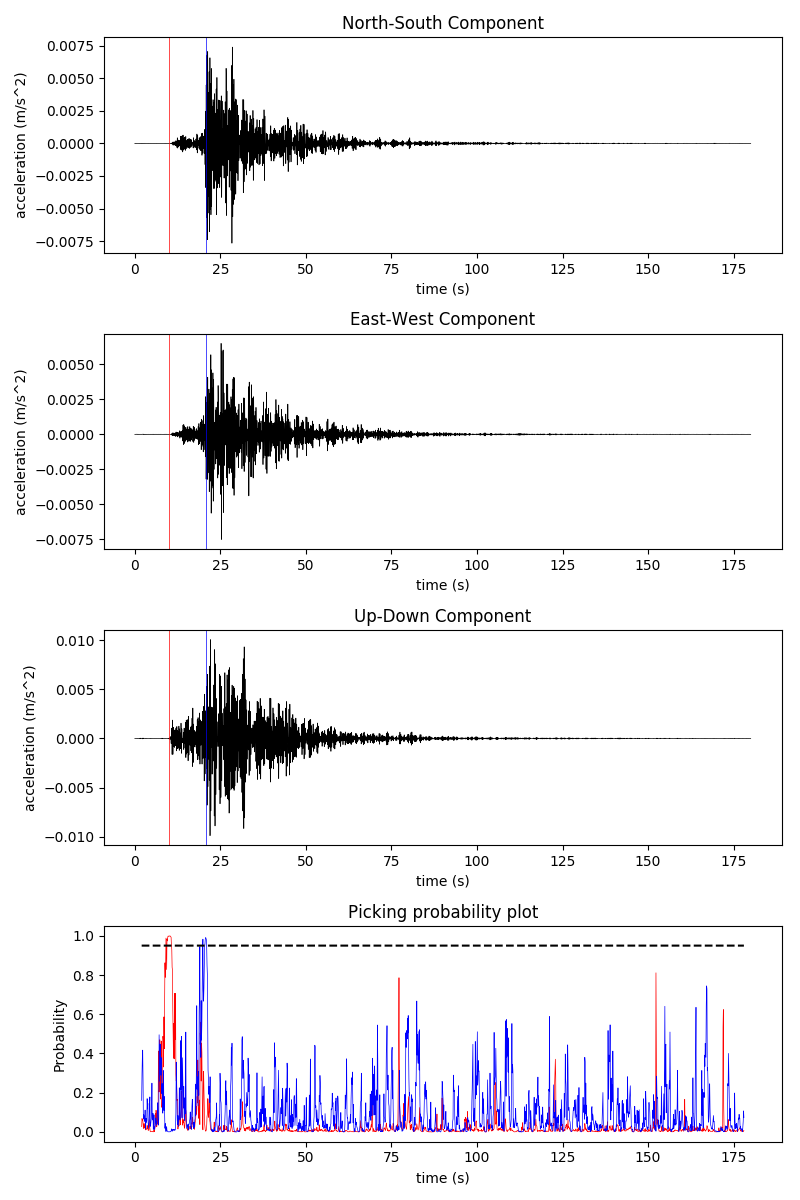 North-South Component
0.0075
0.0050
0.0025
0.0000
−0.0025
−0.0050
−0.0075
acceleration (m/s^2)
0 25 50 75 100 125 150 175
time (s)
East-West Component
0.0050
0.0025
0.0000
−0.0025
−0.0050
−0.0075
acceleration (m/s^2)
0 25 50 75 100 125 150 175
time (s)
Up-Down Component
0.010
0.005
0.000
−0.005
−0.010
acceleration (m/s^2)
0 25 50 75 100 125 150 175
time (s)
Picking probability plot
1.0
0.8
0.6
0.4
0.2
0.0
Probability
0 25 50 75 100 125 150 175
time (s)